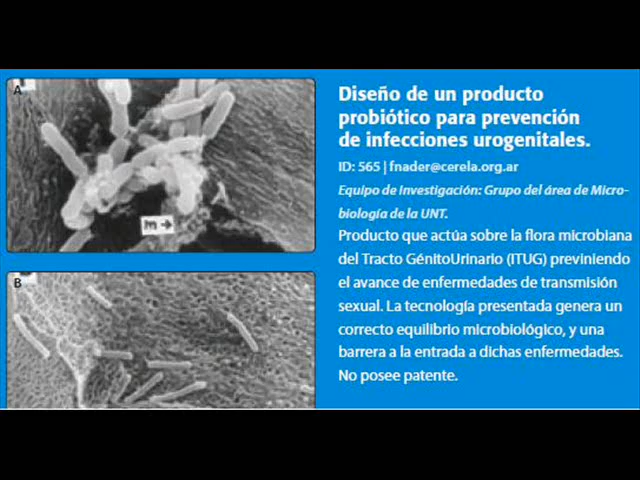 A
m →
B
Diseño de un producto
probiótico para prevención
de infecciones urogenitales.
ID: 565 | fnader@cerela.org.ar
Equipo de Investigación: Grupo del área de Micro-
biología de la UNT.
Producto que actúa sobre la flora microbiana
del Tracto GénitoUrinario (ITUG) previniendo
el avance de enfermedades de transmisión
sexual. La tecnología presentada genera un
correcto equilibrio microbiológico, y una
barrera a la entrada a dichas enfermedades.
No posee patente.